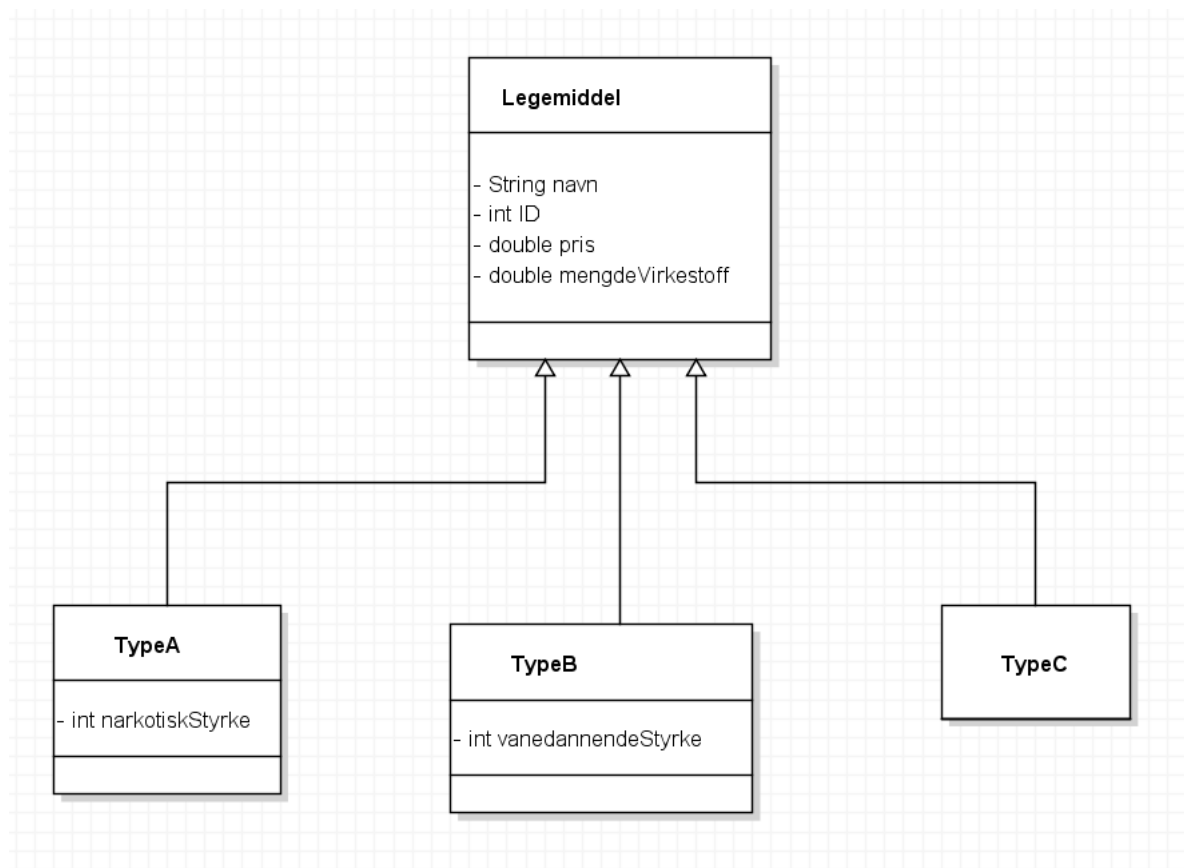 Legemiddel
- String navn
- int ID
- double pris
- double mengdeVirkestoff
TypeA
- int narkotiskStyrke
TypeB
- int vanedannendeStyrke
TypeC